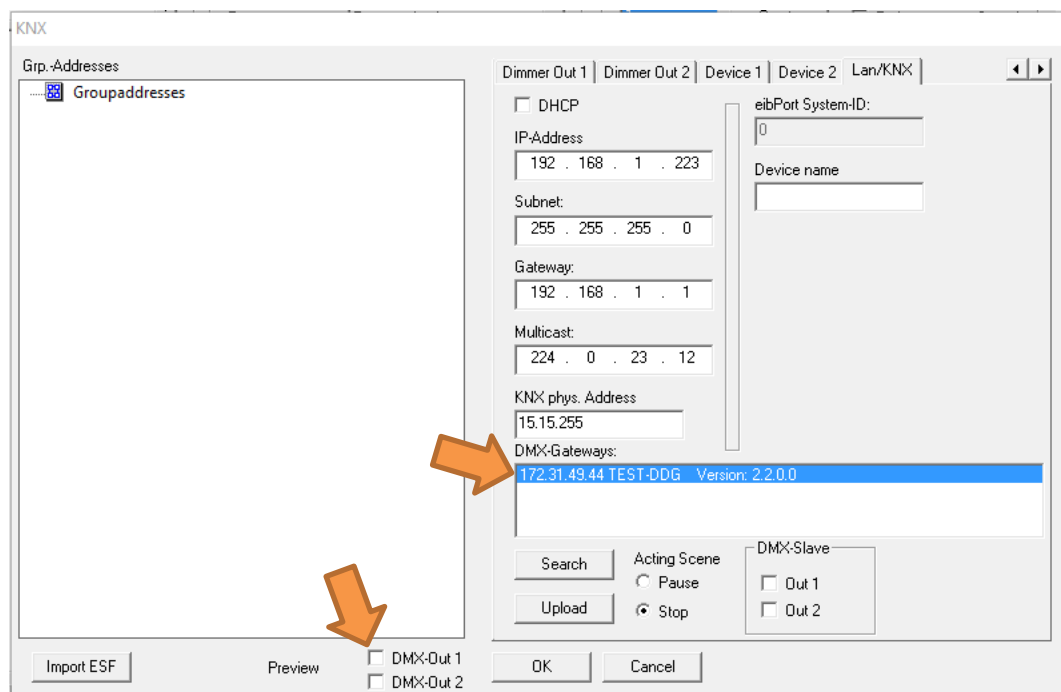 KNX
Grp.-Addresses
Groupaddresses
Dimmer Out 1 Dimmer Out 2 Device 1 Device 2 Lan/KNX
DHCP
IP-Address
192 . 168 . 1 . 223
Subnet:
255 . 255 . 255 . 0
Gateway:
192 . 168 . 1 . 1
Multicast:
224 . 0 . 23 . 12
KNX phys. Address
15.15.255
eibPort System-ID:
0
Device name
DMX-Gateways:
172.31.49.44 TEST-DDG Version: 2.2.0.0
Search
Upload
Acting Scene
Pause
Stop
DMX-Slave
Out 1
Out 2
Import ESF
Preview
DMX-Out 1
DMX-Out 2
OK
Cancel